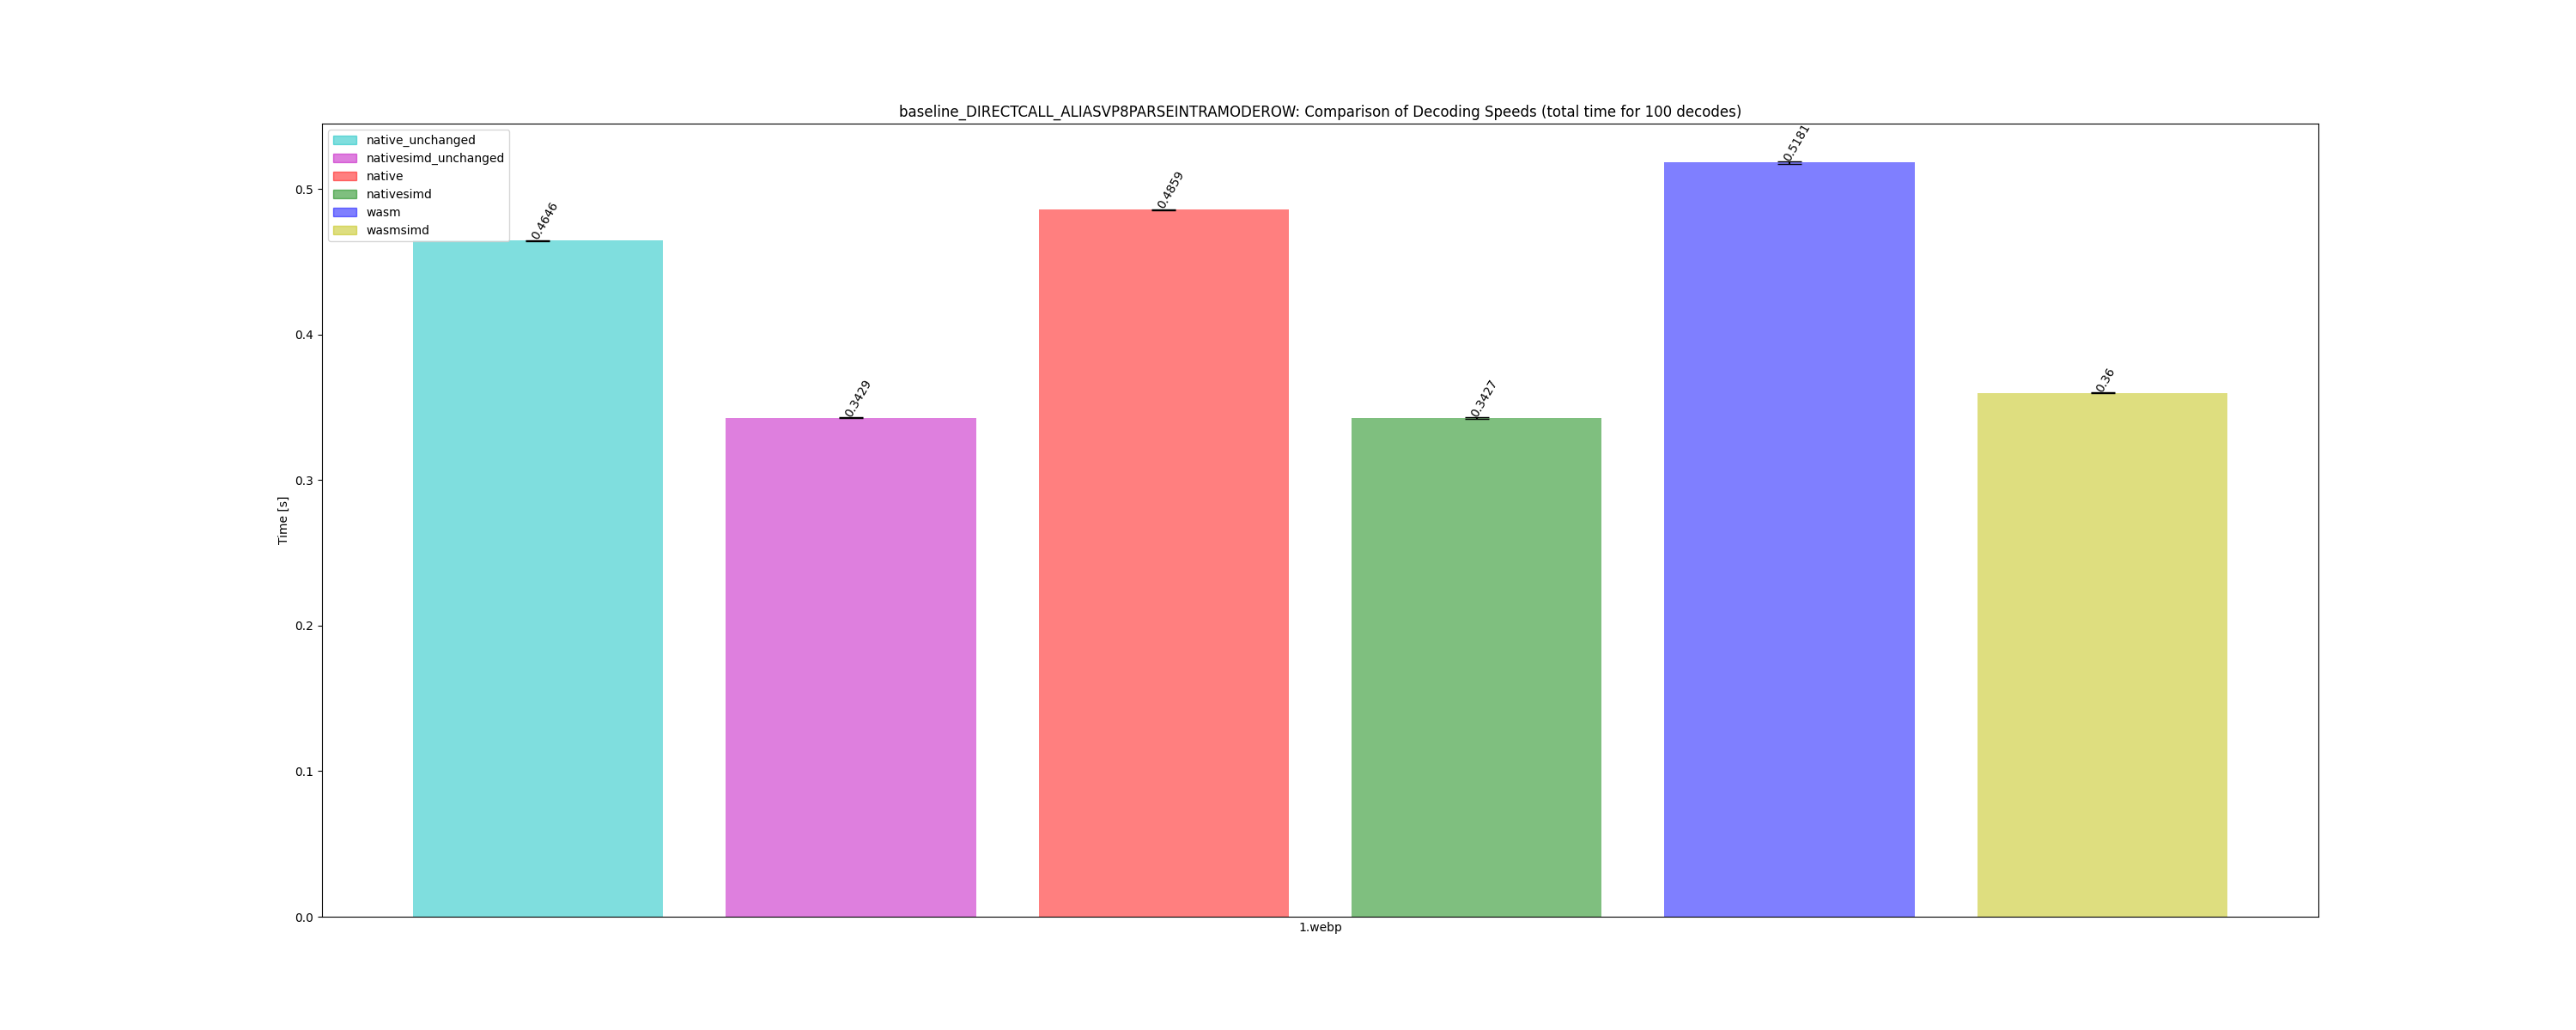 baseline_DIRECTCALL_ALIASVP8PARSEINTRAMODEROW: Comparison of Decoding Speeds (total time for 100 decodes)
native_unchanged
nativesimd_unchanged
native
nativesimd
wasm
wasmsimd
0.4646
0.3429
0.4859
0.3427
0.5181
0.36
Time [s]
0.5
0.4
0.3
0.2
0.1
0.0
1.webp